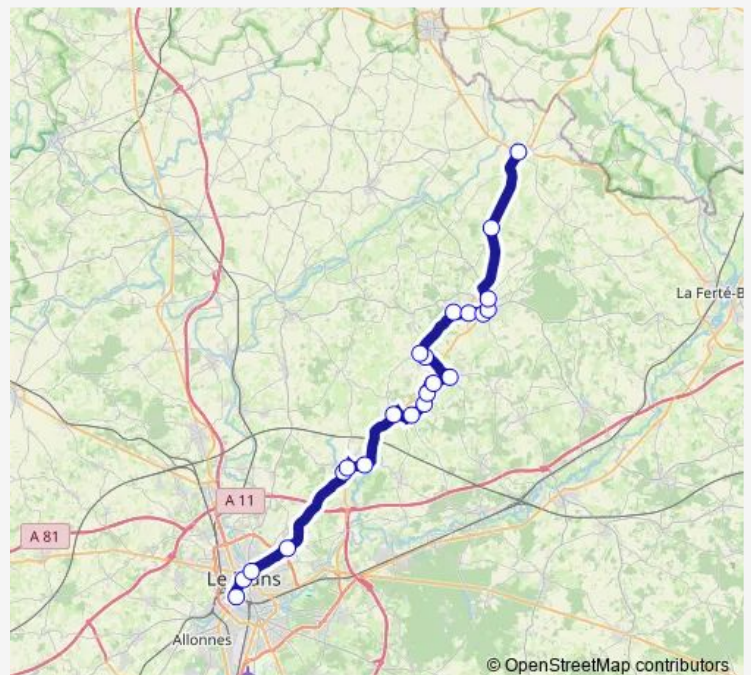 La Ferté-B
A 11
A 81
Le Mans
Allonnes
© OpenStreetMap contributors